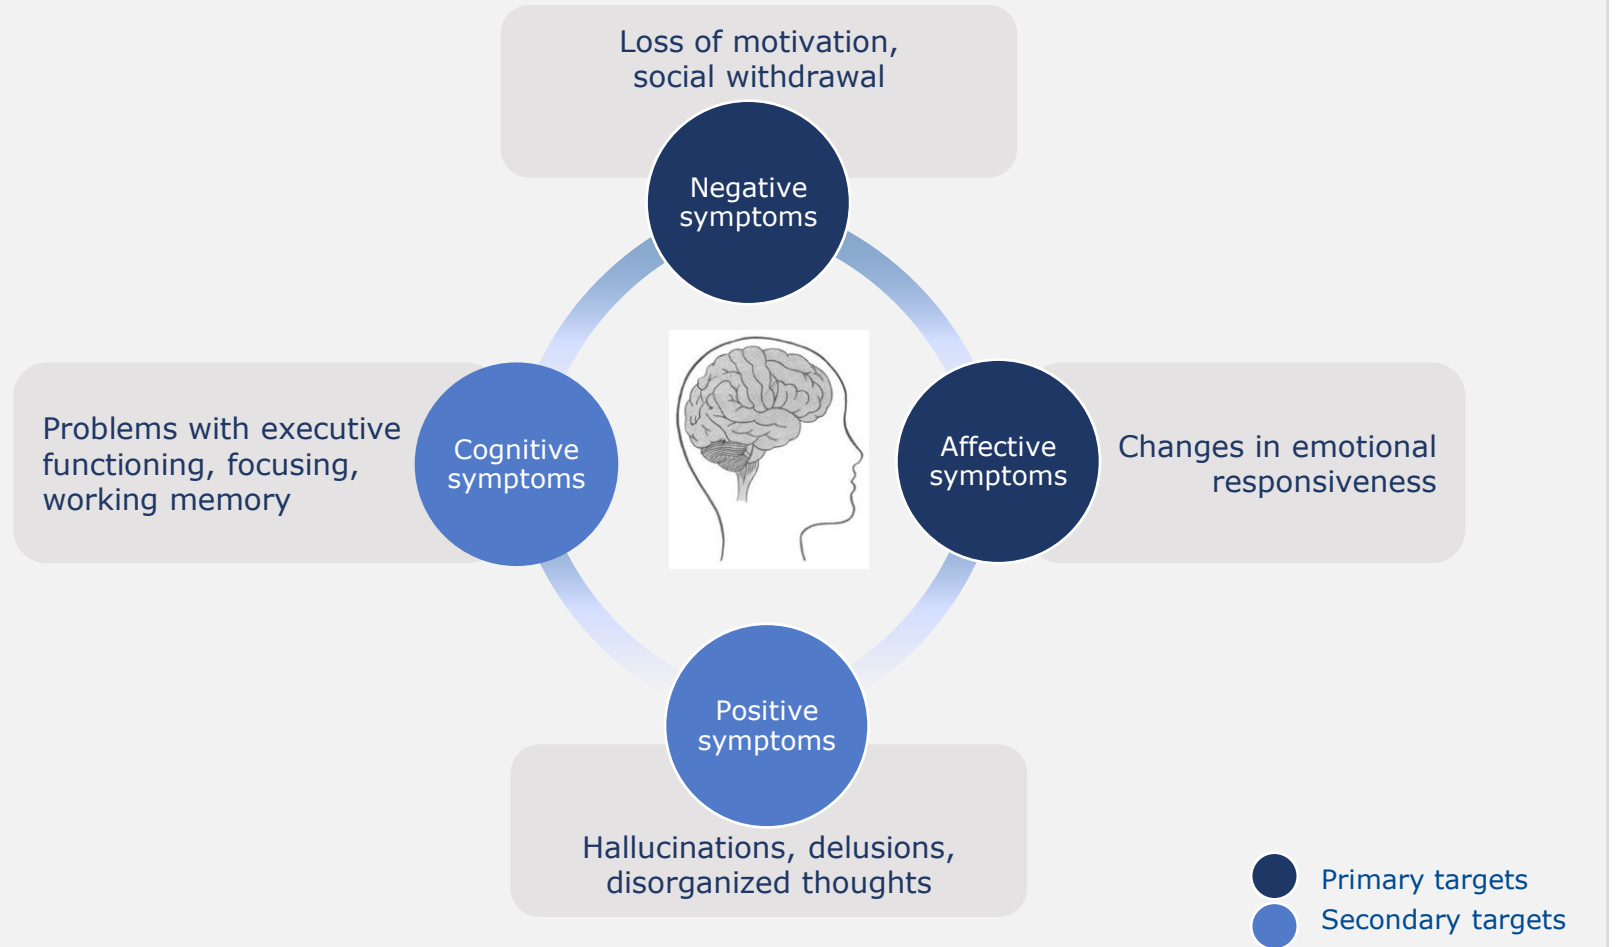 Loss of motivation,
social withdrawal
Negative
symptoms
Problems with executive
functioning, focusing,
working memory
Cognitive
symptoms
Affective
symptoms
Changes in emotional
responsiveness
Positive
symptoms
Hallucinations, delusions,
disorganized thoughts
Primary targets
Secondary targets